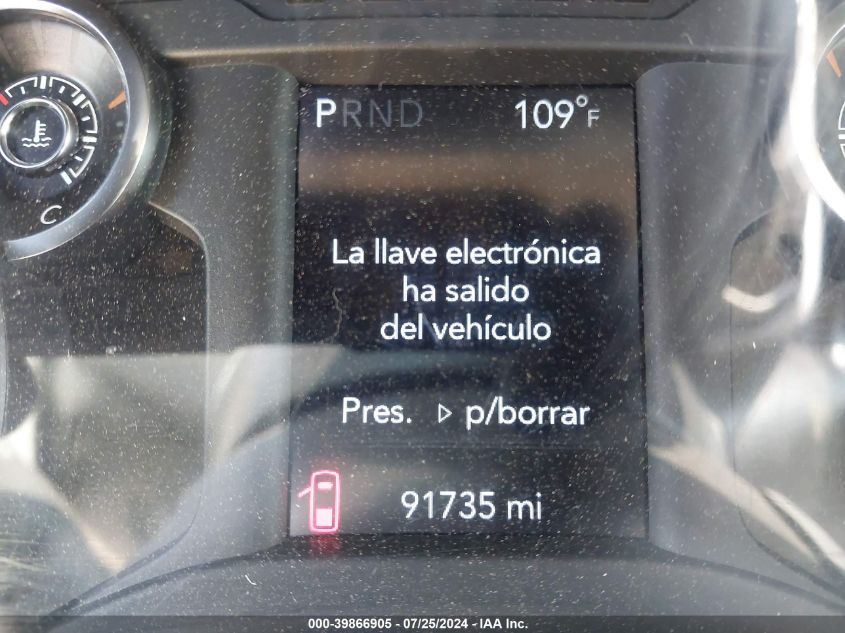 PRND 109°F
C
La llave electrónica
ha salido
del vehículo
Pres. ▷ p/borrar
91735 mi
000-39866905 - 07/25/2024 - IAA Inc.